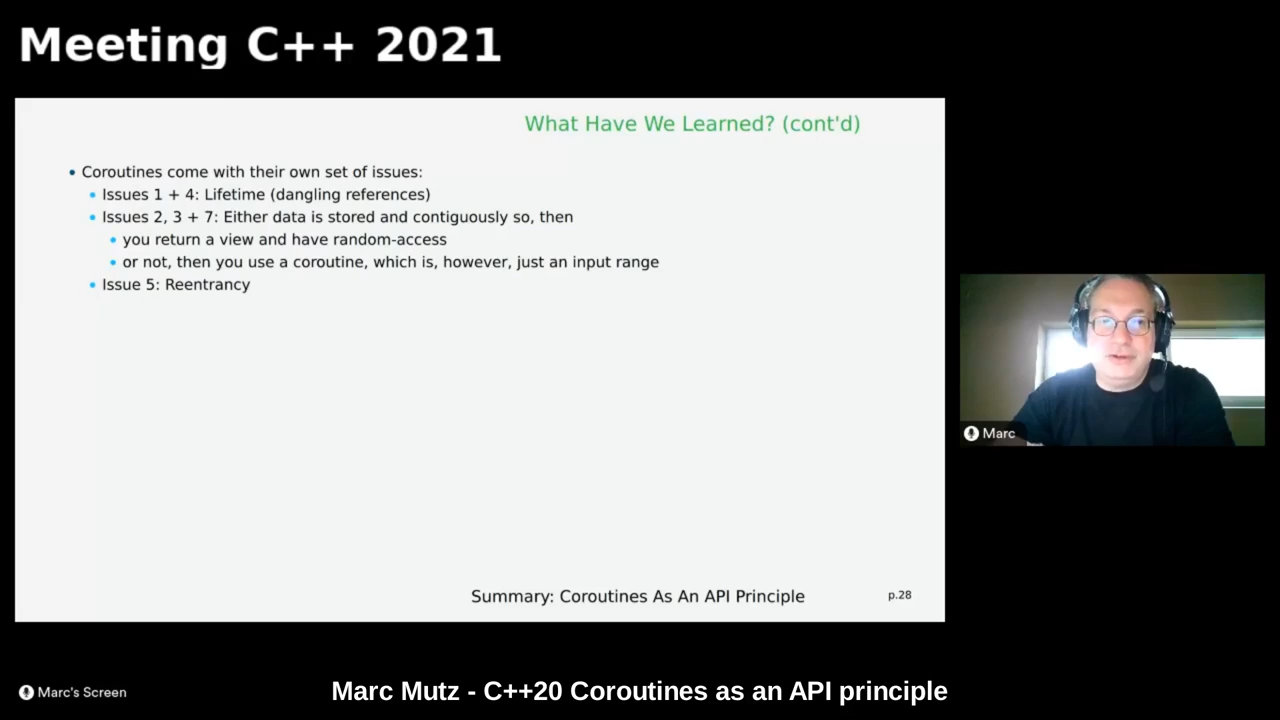 Meeting C++ 2021
What Have We Learned? (cont'd)
• Coroutines come with their own set of issues:
• Issues 1 + 4: Lifetime (dangling references)
• Issues 2, 3 + 7: Either data is stored and contiguously so, then
• you return a view and have random-access
• or not, then you use a coroutine, which is, however, just an input range
• Issue 5: Reentrancy
Marc
Summary: Coroutines As An API Principle
p.28
Marc's Screen
Marc Mutz - C++20 Coroutines as an API principle